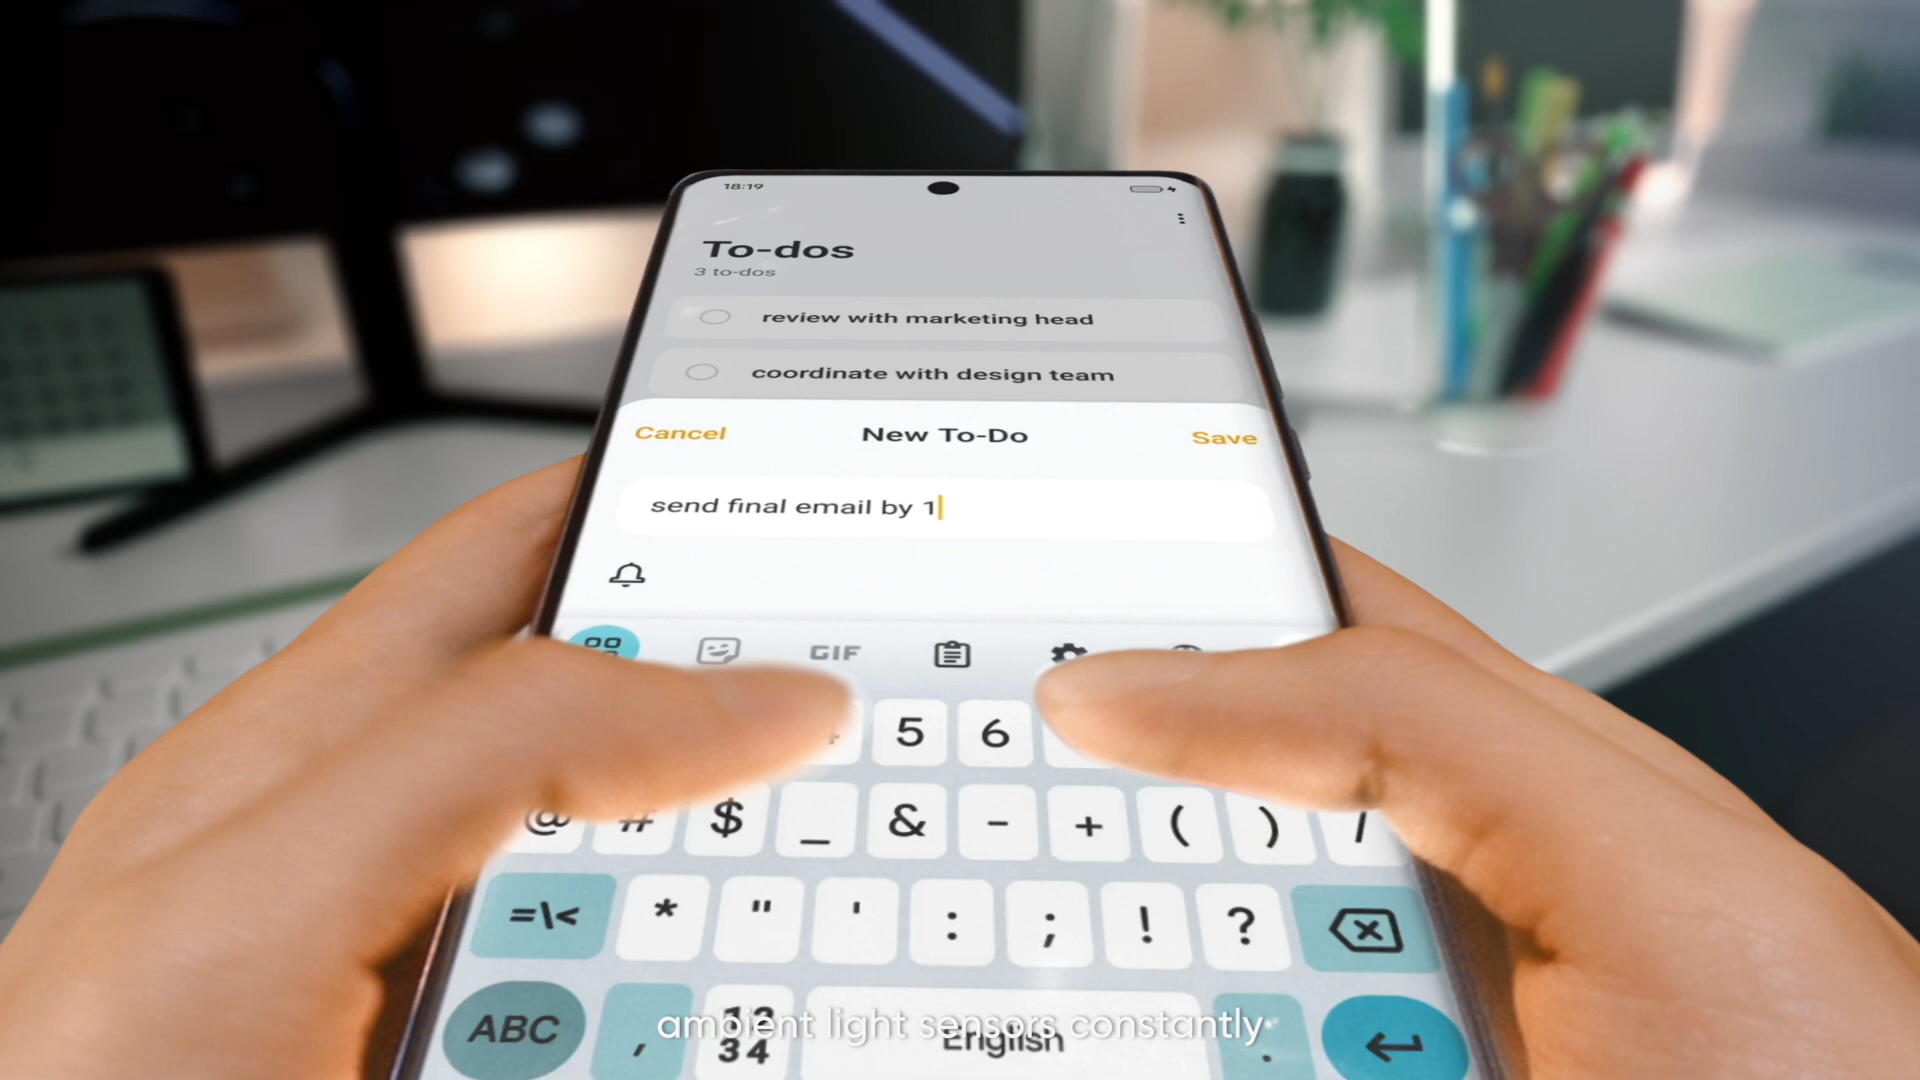 18:19
To-dos
3 to-dos
review with marketing head
coordinate with design team
Cancel New To-Do Save
send final email by 1
GIF
5 6
@ # $ _ & - + ( ) /
=\< * " ' : ; ! ?
ABC , 12 34 English .
ambient light sensors constantly